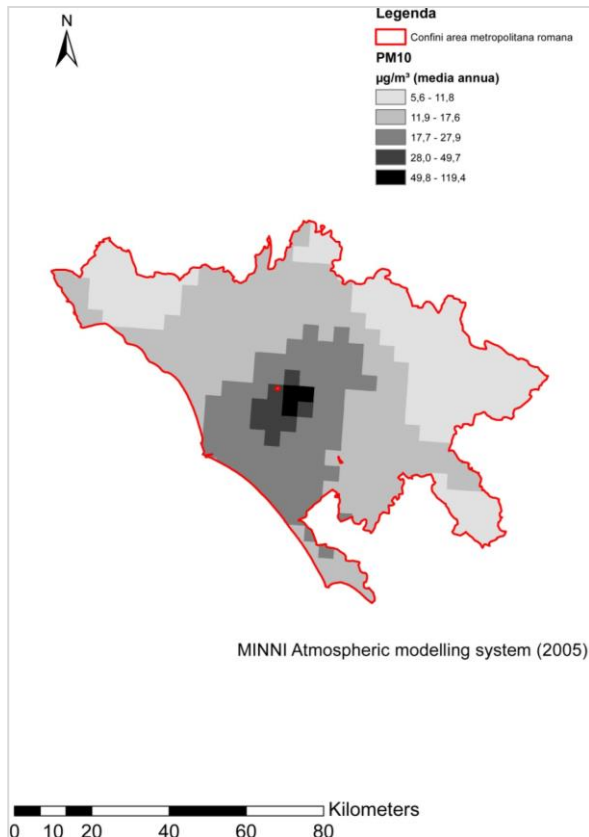 N
Legenda
Confini area metropolitana romana
PM10
µg/m³ (media annua)
5,6 - 11,8
11,9 - 17,6
17,7 - 27,9
28,0 - 49,7
49,8 - 119,4
MINNI Atmospheric modelling system (2005)
Kilometers
0 10 20 40 60 80